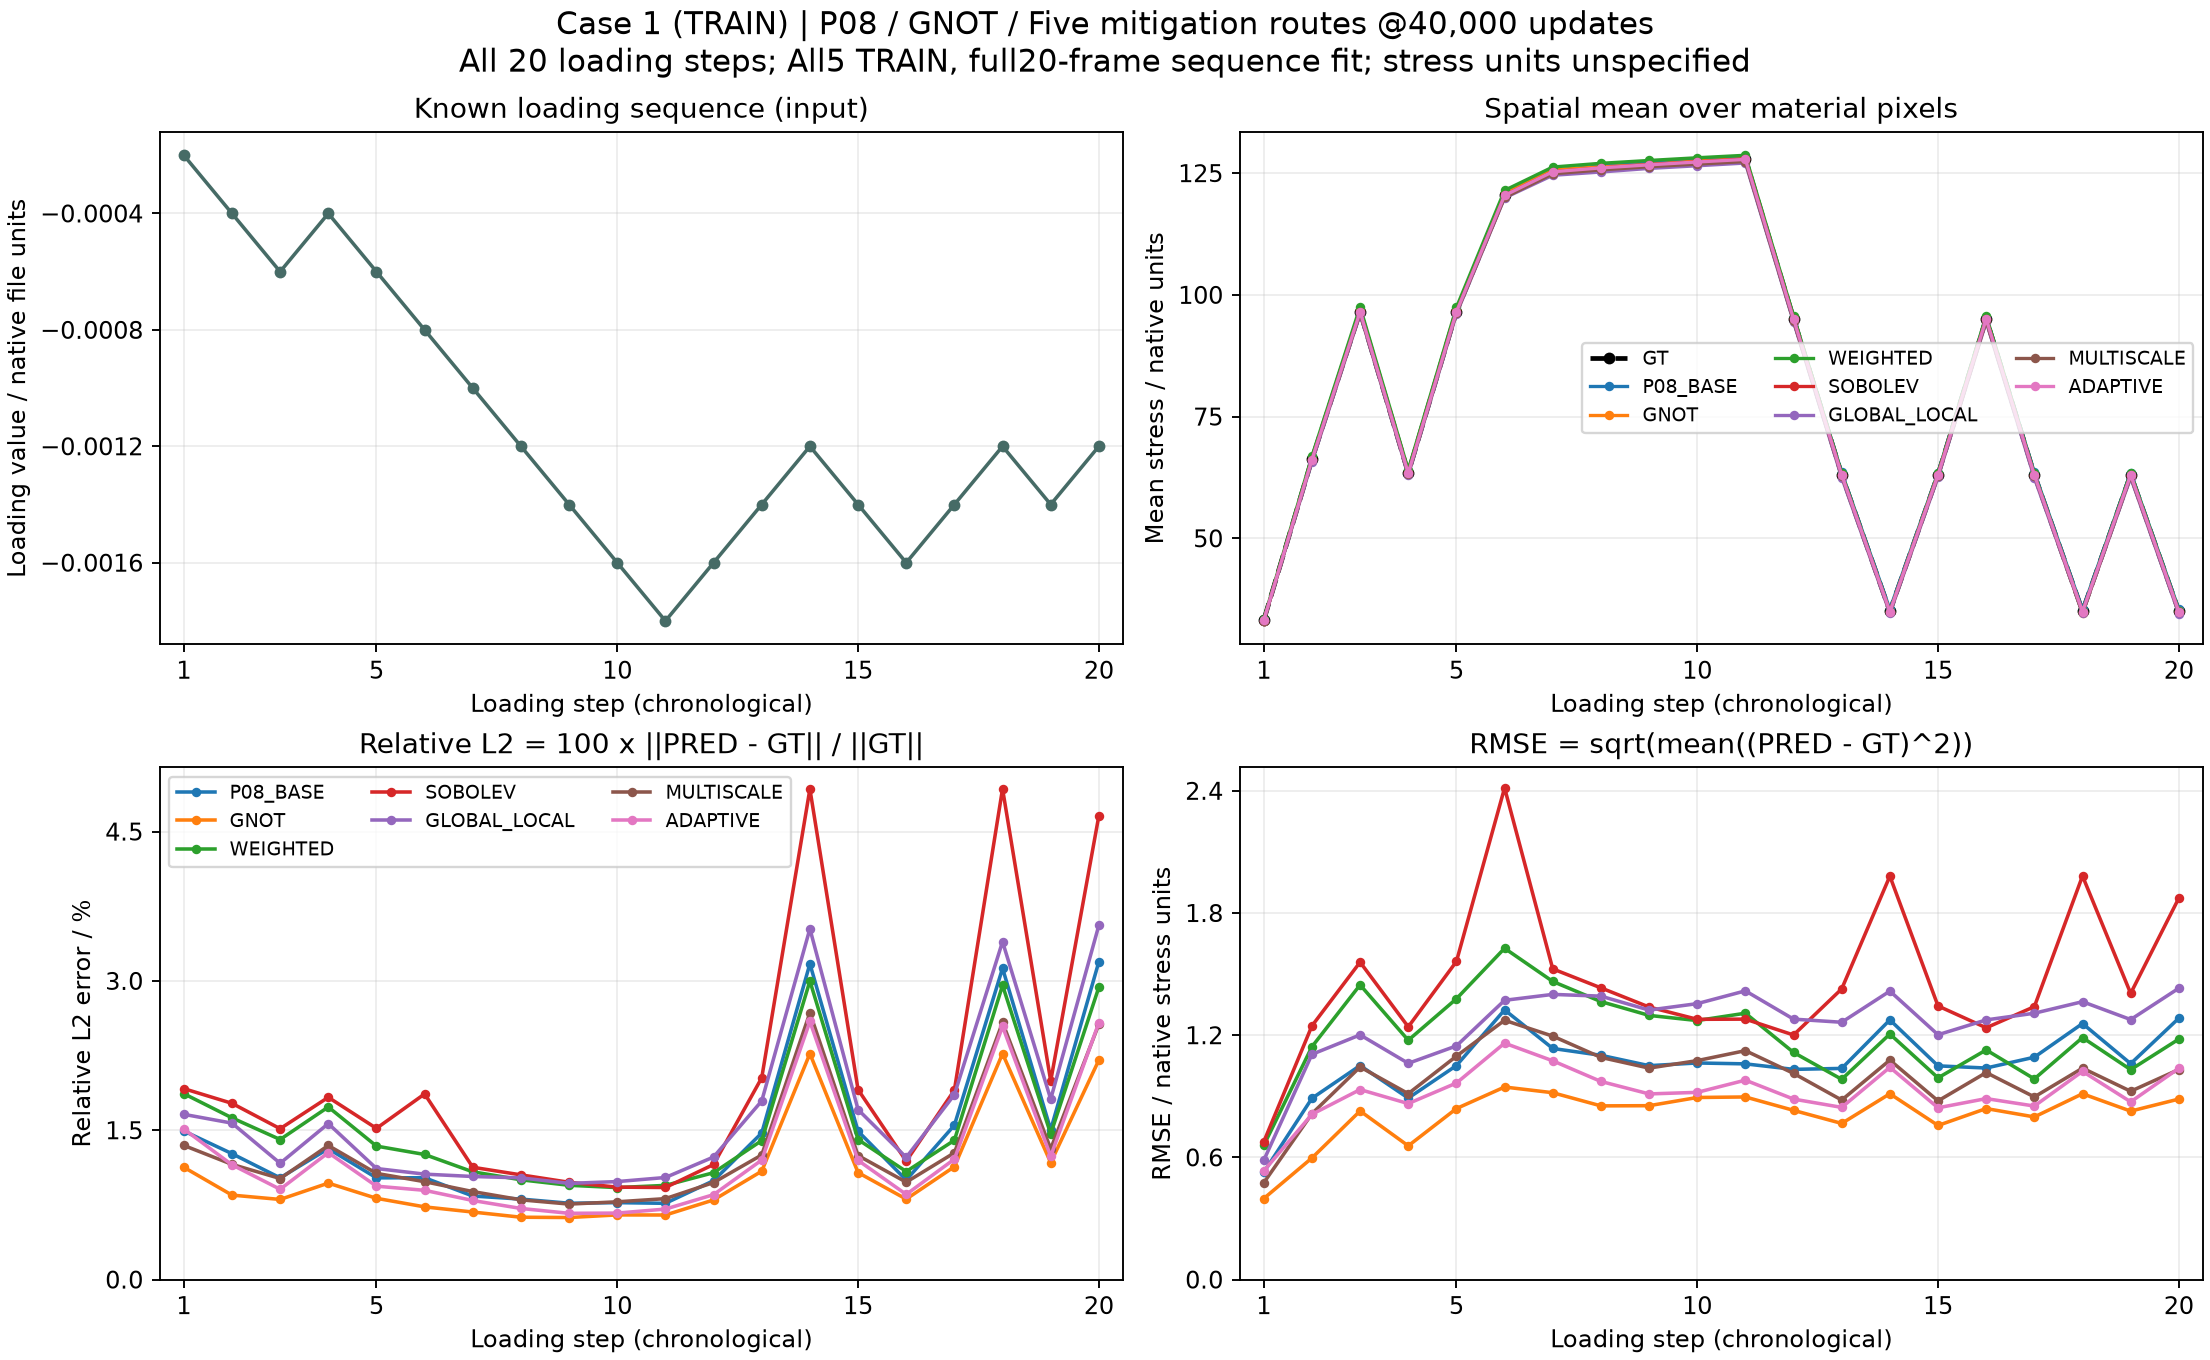 Case 1 (TRAIN) | P08 / GNOT / Five mitigation routes @40,000 updates
All 20 loading steps; All5 TRAIN, full20-frame sequence fit; stress units unspecified
Known loading sequence (input)
Loading value / native file units
−0.0004
−0.0008
−0.0012
−0.0016
1
5
10
15
20
Loading step (chronological)
Spatial mean over material pixels
Mean stress / native units
125
100
75
50
GT
P08_BASE
GNOT
WEIGHTED
SOBOLEV
GLOBAL_LOCAL
MULTISCALE
ADAPTIVE
1
5
10
15
20
Loading step (chronological)
Relative L2 = 100 x ||PRED - GT|| / ||GT||
Relative L2 error / %
4.5
3.0
1.5
0.0
P08_BASE
GNOT
WEIGHTED
SOBOLEV
GLOBAL_LOCAL
MULTISCALE
ADAPTIVE
1
5
10
15
20
Loading step (chronological)
RMSE = sqrt(mean((PRED - GT)^2))
RMSE / native stress units
2.4
1.8
1.2
0.6
0.0
1
5
10
15
20
Loading step (chronological)